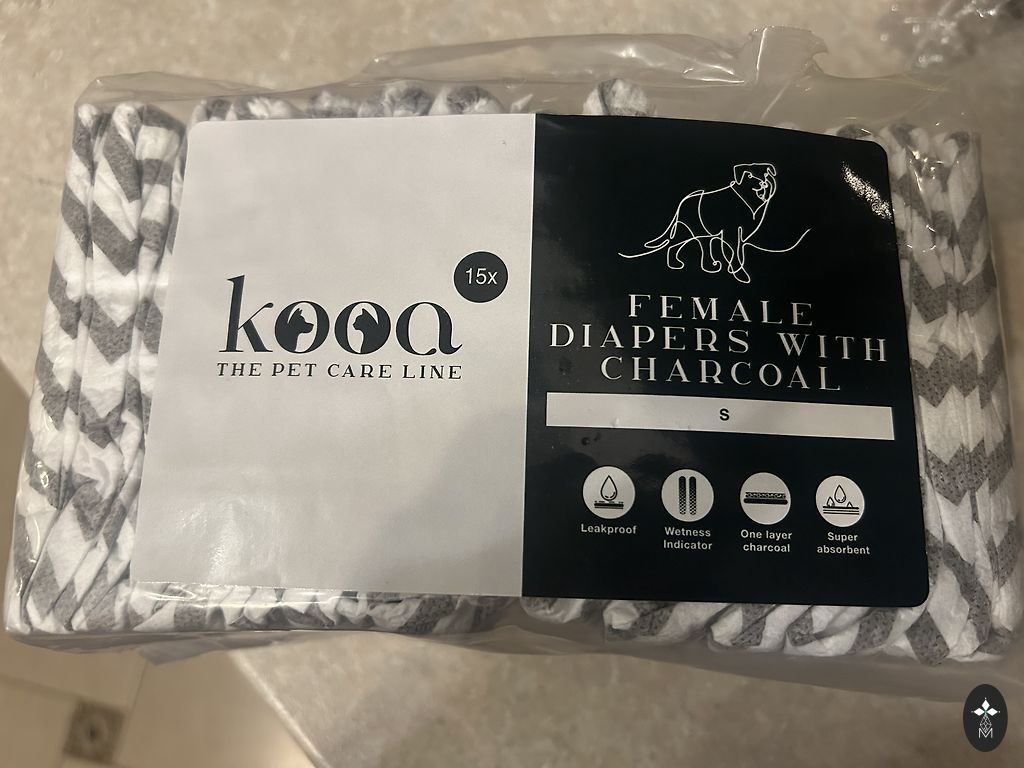 15x
kooa
THE PET CARE LINE
FEMALE
DIAPERS WITH
CHARCOAL
S
Leakproof
Wetness
Indicator
One layer
charcoal
Super
absorbent
M